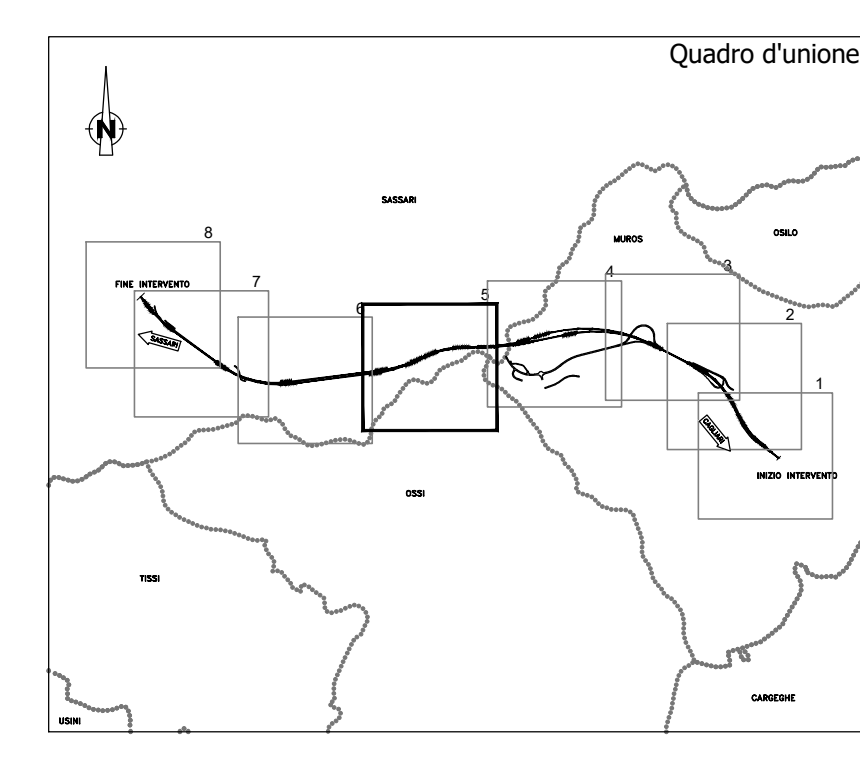 Quadro d'unione
N
SASSARI
MUROS
OSILO
8
7
FINE INTERVENTO
SASSARI
6
5
4
3
2
1
CAGLIARI
INIZIO INTERVENTO
OSSI
TISSI
CARGEGHE
USINI